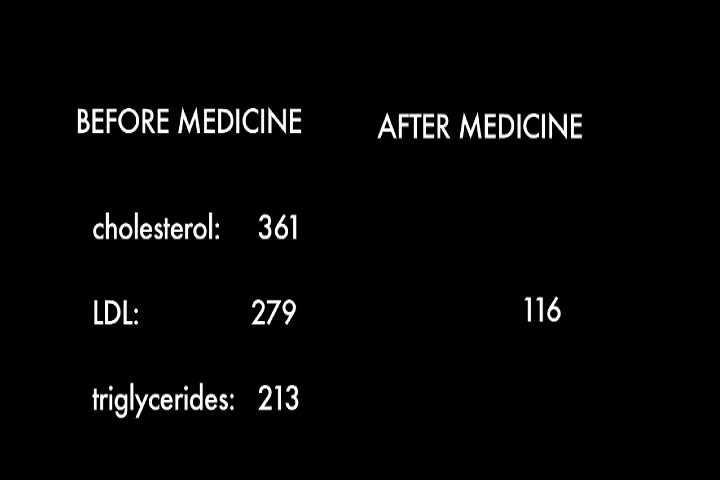 BEFORE MEDICINE AFTER MEDICINE
cholesterol: 361
LDL: 279 116
triglycerides: 213